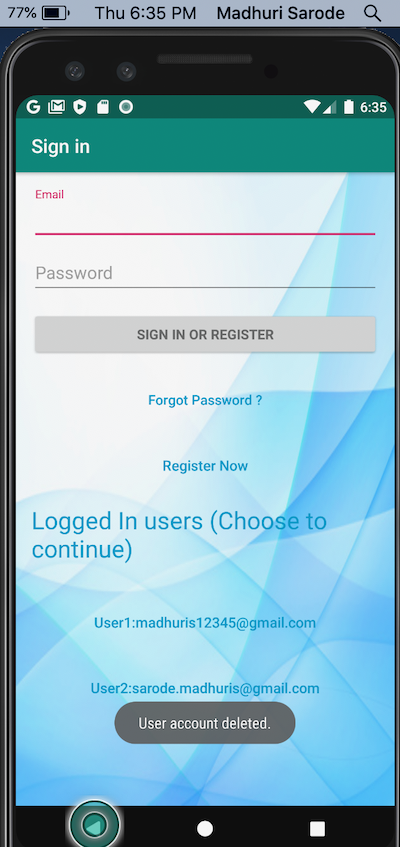 77% Thu 6:35 PM Madhuri Sarode
G M 6:35
Sign in
Email
Password
SIGN IN OR REGISTER
Forgot Password ?
Register Now
Logged In users (Choose to
continue)
User1:madhuris12345@gmail.com
User2:sarode.madhuris@gmail.com
User account deleted.